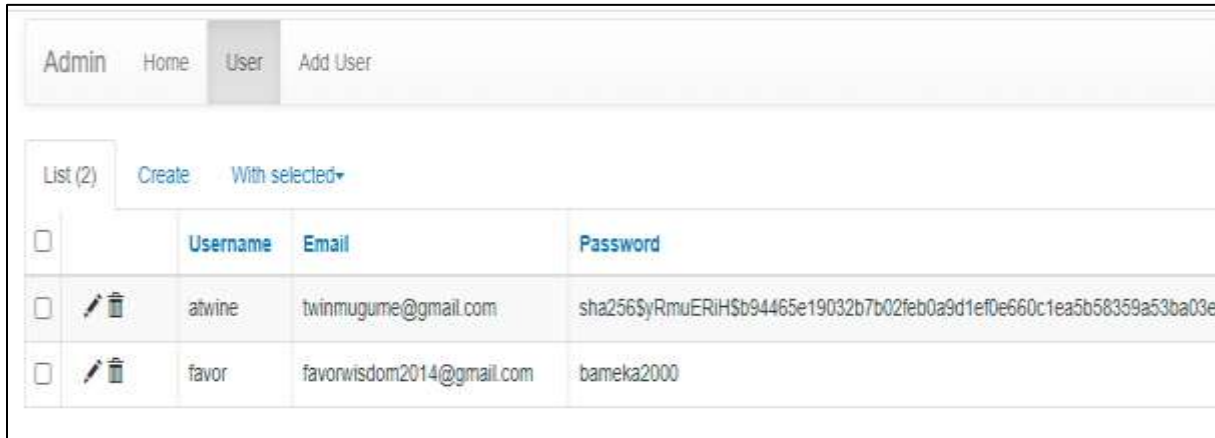 Admin Home User Add User
List (2) Create With selected
Username Email Password
atwine twinmugume@gmail.com sha256$yRmuERiH$b94465e19032b7b02feb0a9d1ef0e660c1ea5b58359a53ba03e
favor favorwisdom2014@gmail.com bameka2000